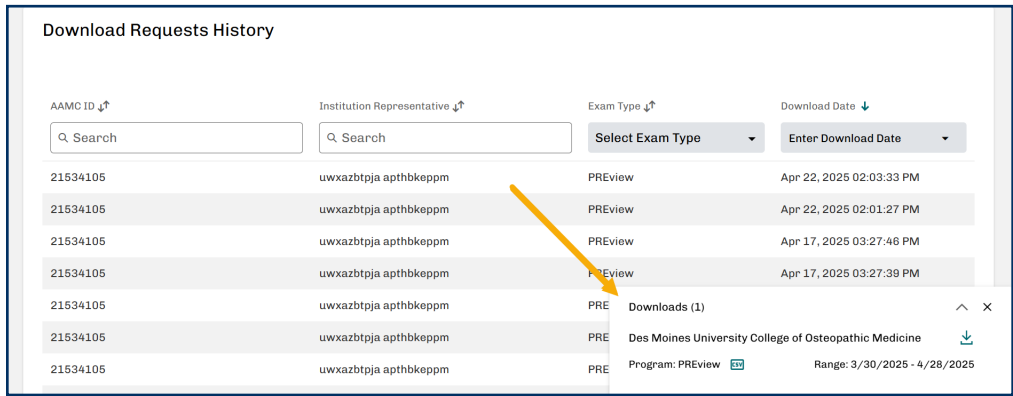 Download Requests History
AAMC ID Institution Representative Exam Type Download Date
Search Search Select Exam Type Enter Download Date
21534105 uwxazbtpja apthbkeppm PREview Apr 22, 2025 02:03:33 PM
21534105 uwxazbtpja apthbkeppm PREview Apr 22, 2025 02:01:27 PM
21534105 uwxazbtpja apthbkeppm PREview Apr 17, 2025 03:27:46 PM
21534105 uwxazbtpja apthbkeppm PREview Apr 17, 2025 03:27:39 PM
21534105 uwxazbtpja apthbkeppm PRE
21534105 uwxazbtpja apthbkeppm PRE
21534105 uwxazbtpja apthbkeppm PRE
Downloads (1)
Des Moines University College of Osteopathic Medicine
Program: PREview CSV Range: 3/30/2025 - 4/28/2025